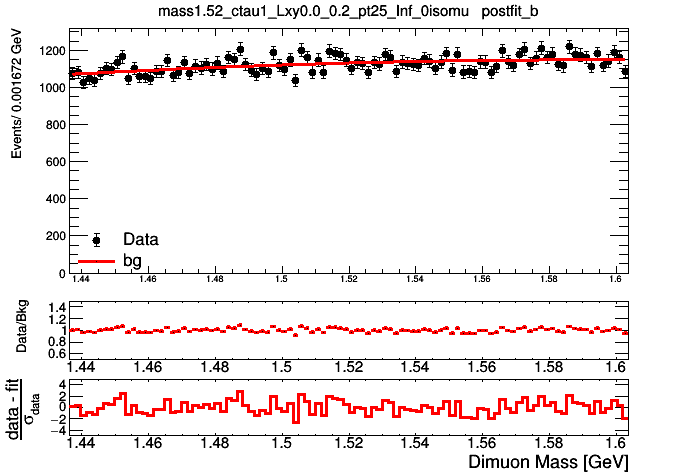 mass1.52_ctau1_Lxy0.0_0.2_pt25_Inf_0isomu postfit_b
Events/ 0.001672 GeV
1200
1000
800
600
400
200
0
Data
bg
1.44 1.46 1.48 1.5 1.52 1.54 1.56 1.58 1.6
Data/Bkg
1.4
1.2
1
0.8
0.6
1.44 1.46 1.48 1.5 1.52 1.54 1.56 1.58 1.6
data - fit
σdata
4
2
0
−2
−4
1.44 1.46 1.48 1.5 1.52 1.54 1.56 1.58 1.6
Dimuon Mass [GeV]